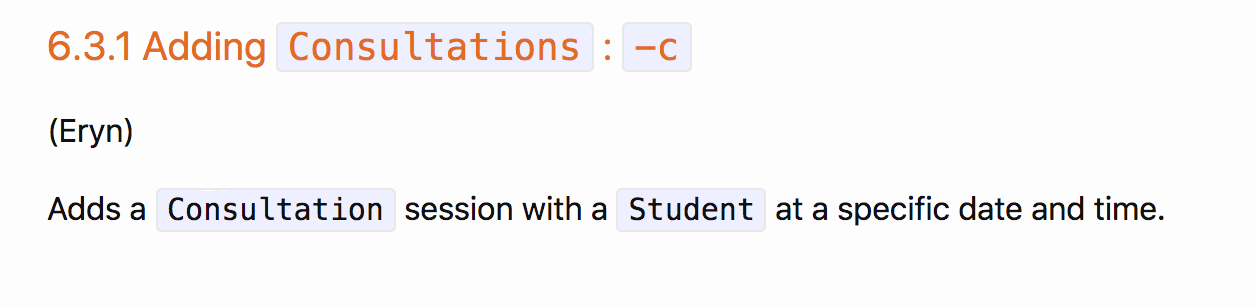 6.3.1 Adding Consultations : –c
(Eryn)
Adds a Consultation session with a Student at a specific date and time.